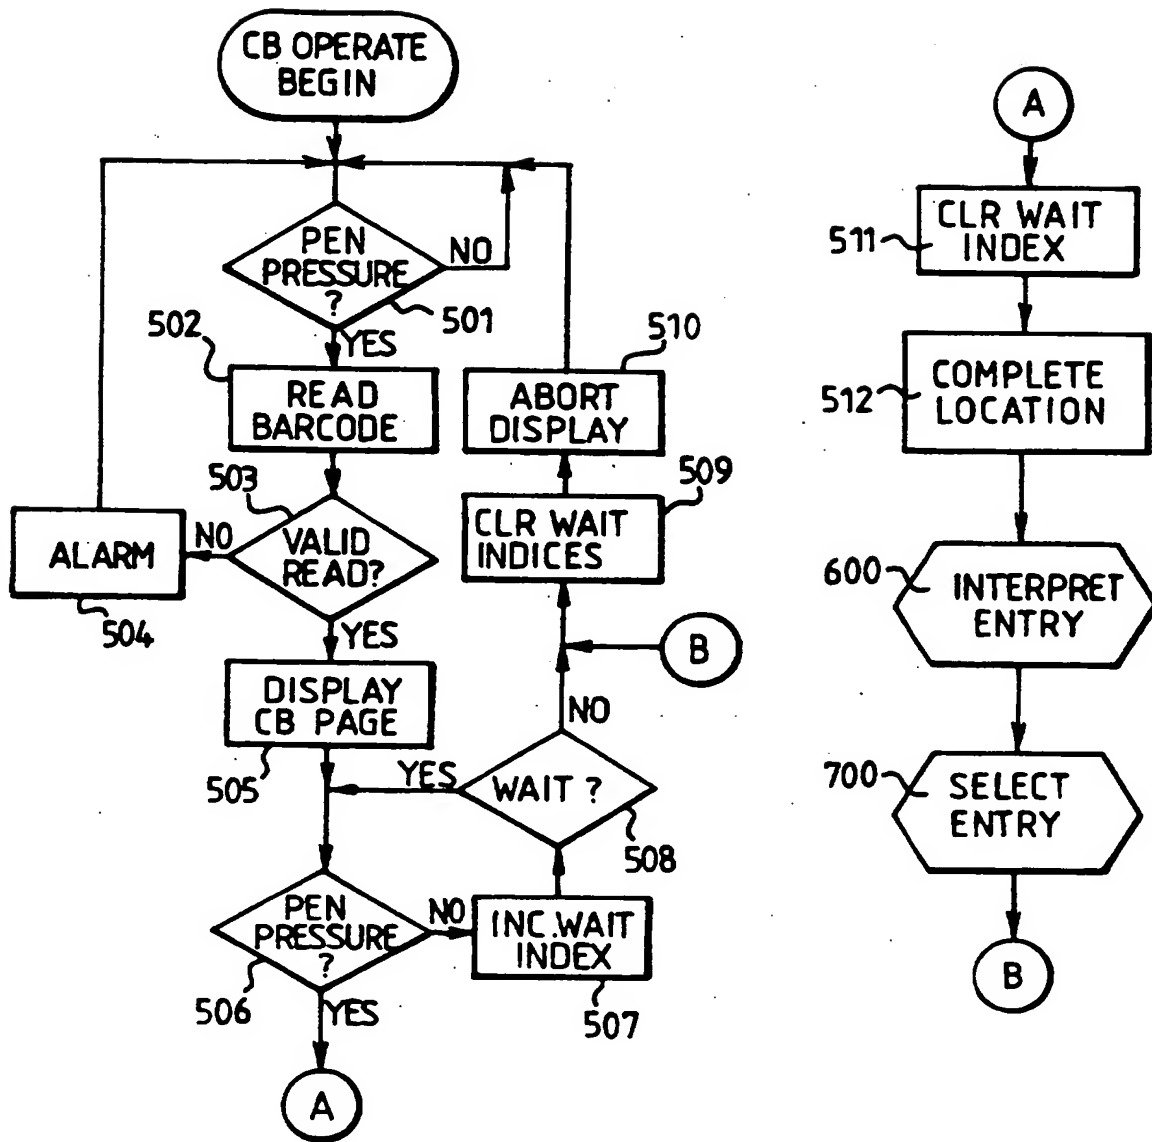 CB OPERATE
BEGIN
PEN
PRESSURE
?
NO
501
YES
502
READ
BARCODE
503
VALID
READ?
NO
ALARM
504
YES
DISPLAY
CB PAGE
505
PEN
PRESSURE
?
506
NO
YES
A
INC.WAIT
INDEX
507
WAIT ?
508
YES
NO
B
CLR WAIT
INDICES
509
ABORT
DISPLAY
510
A
511
CLR WAIT
INDEX
512
COMPLETE
LOCATION
600
INTERPRET
ENTRY
700
SELECT
ENTRY
B